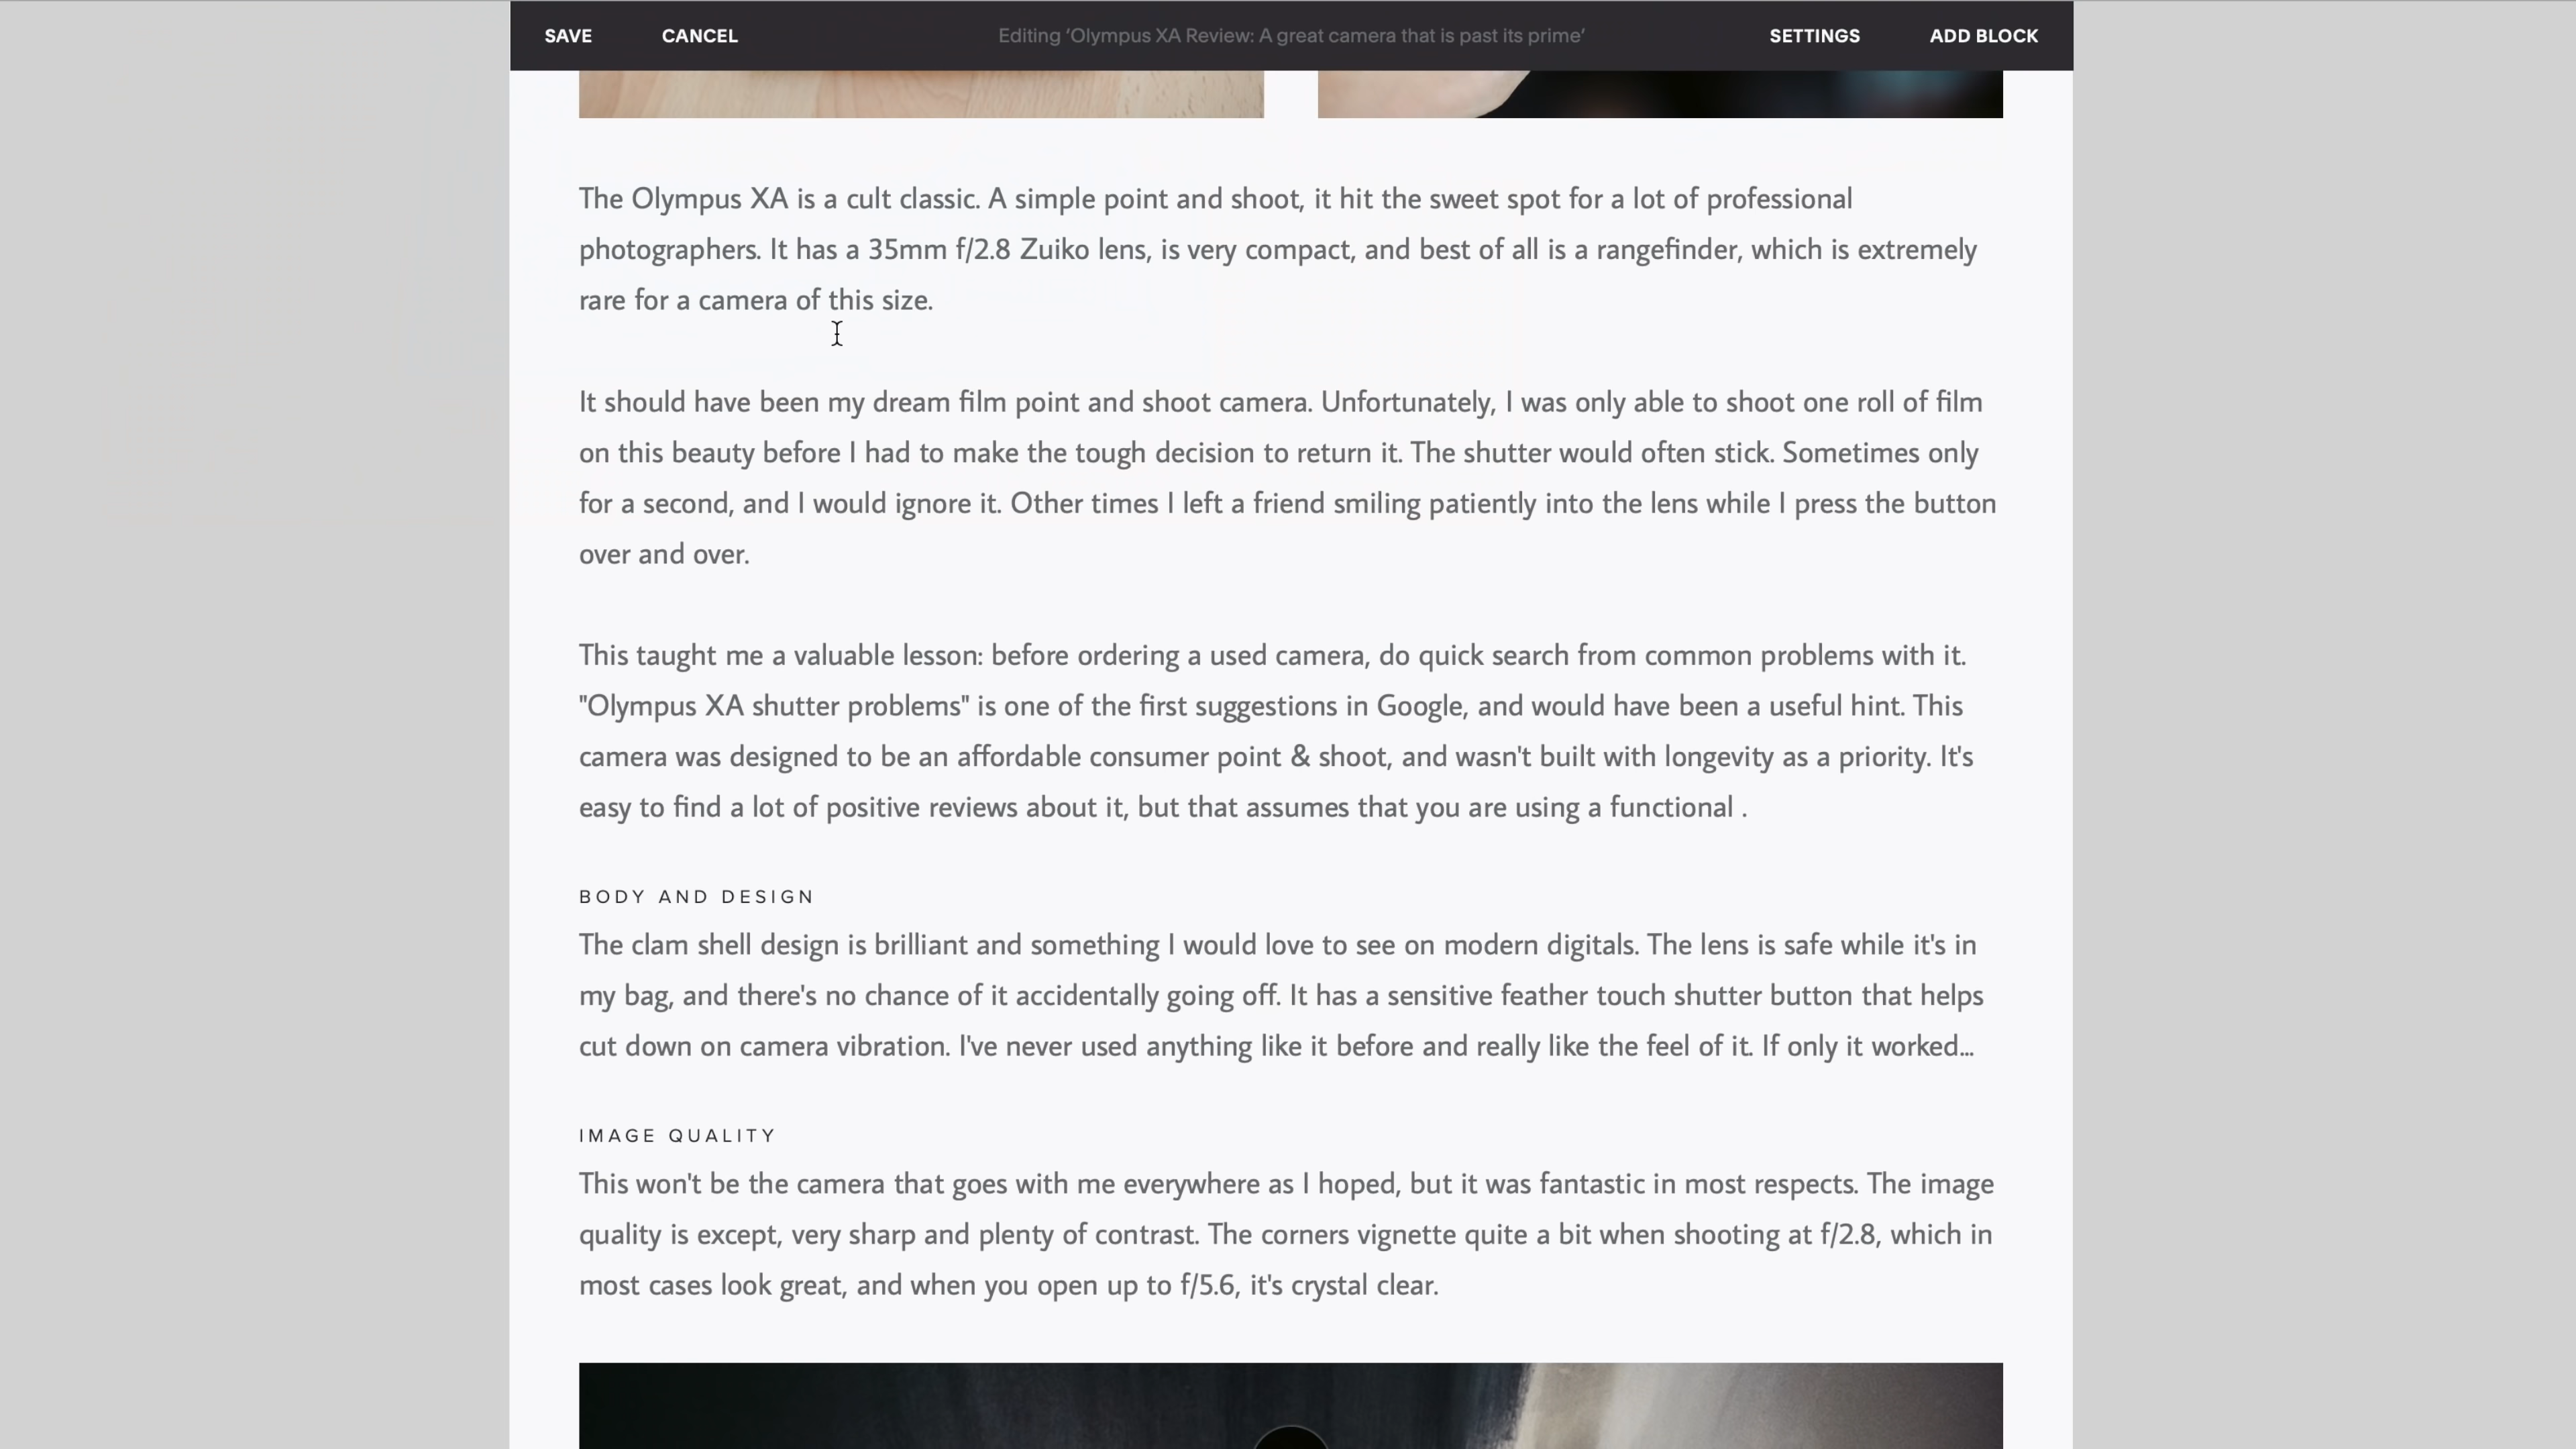 SAVE CANCEL Editing ‘Olympus XA Review: A great camera that is past its prime’ SETTINGS ADD BLOCK
The Olympus XA is a cult classic. A simple point and shoot, it hit the sweet spot for a lot of professional
photographers. It has a 35mm f/2.8 Zuiko lens, is very compact, and best of all is a rangefinder, which is extremely
rare for a camera of this size.
It should have been my dream film point and shoot camera. Unfortunately, I was only able to shoot one roll of film
on this beauty before I had to make the tough decision to return it. The shutter would often stick. Sometimes only
for a second, and I would ignore it. Other times I left a friend smiling patiently into the lens while I press the button
over and over.
This taught me a valuable lesson: before ordering a used camera, do quick search from common problems with it.
"Olympus XA shutter problems" is one of the first suggestions in Google, and would have been a useful hint. This
camera was designed to be an affordable consumer point & shoot, and wasn't built with longevity as a priority. It's
easy to find a lot of positive reviews about it, but that assumes that you are using a functional .
BODY AND DESIGN
The clam shell design is brilliant and something I would love to see on modern digitals. The lens is safe while it's in
my bag, and there's no chance of it accidentally going off. It has a sensitive feather touch shutter button that helps
cut down on camera vibration. I've never used anything like it before and really like the feel of it. If only it worked...
IMAGE QUALITY
This won't be the camera that goes with me everywhere as I hoped, but it was fantastic in most respects. The image
quality is except, very sharp and plenty of contrast. The corners vignette quite a bit when shooting at f/2.8, which in
most cases look great, and when you open up to f/5.6, it's crystal clear.